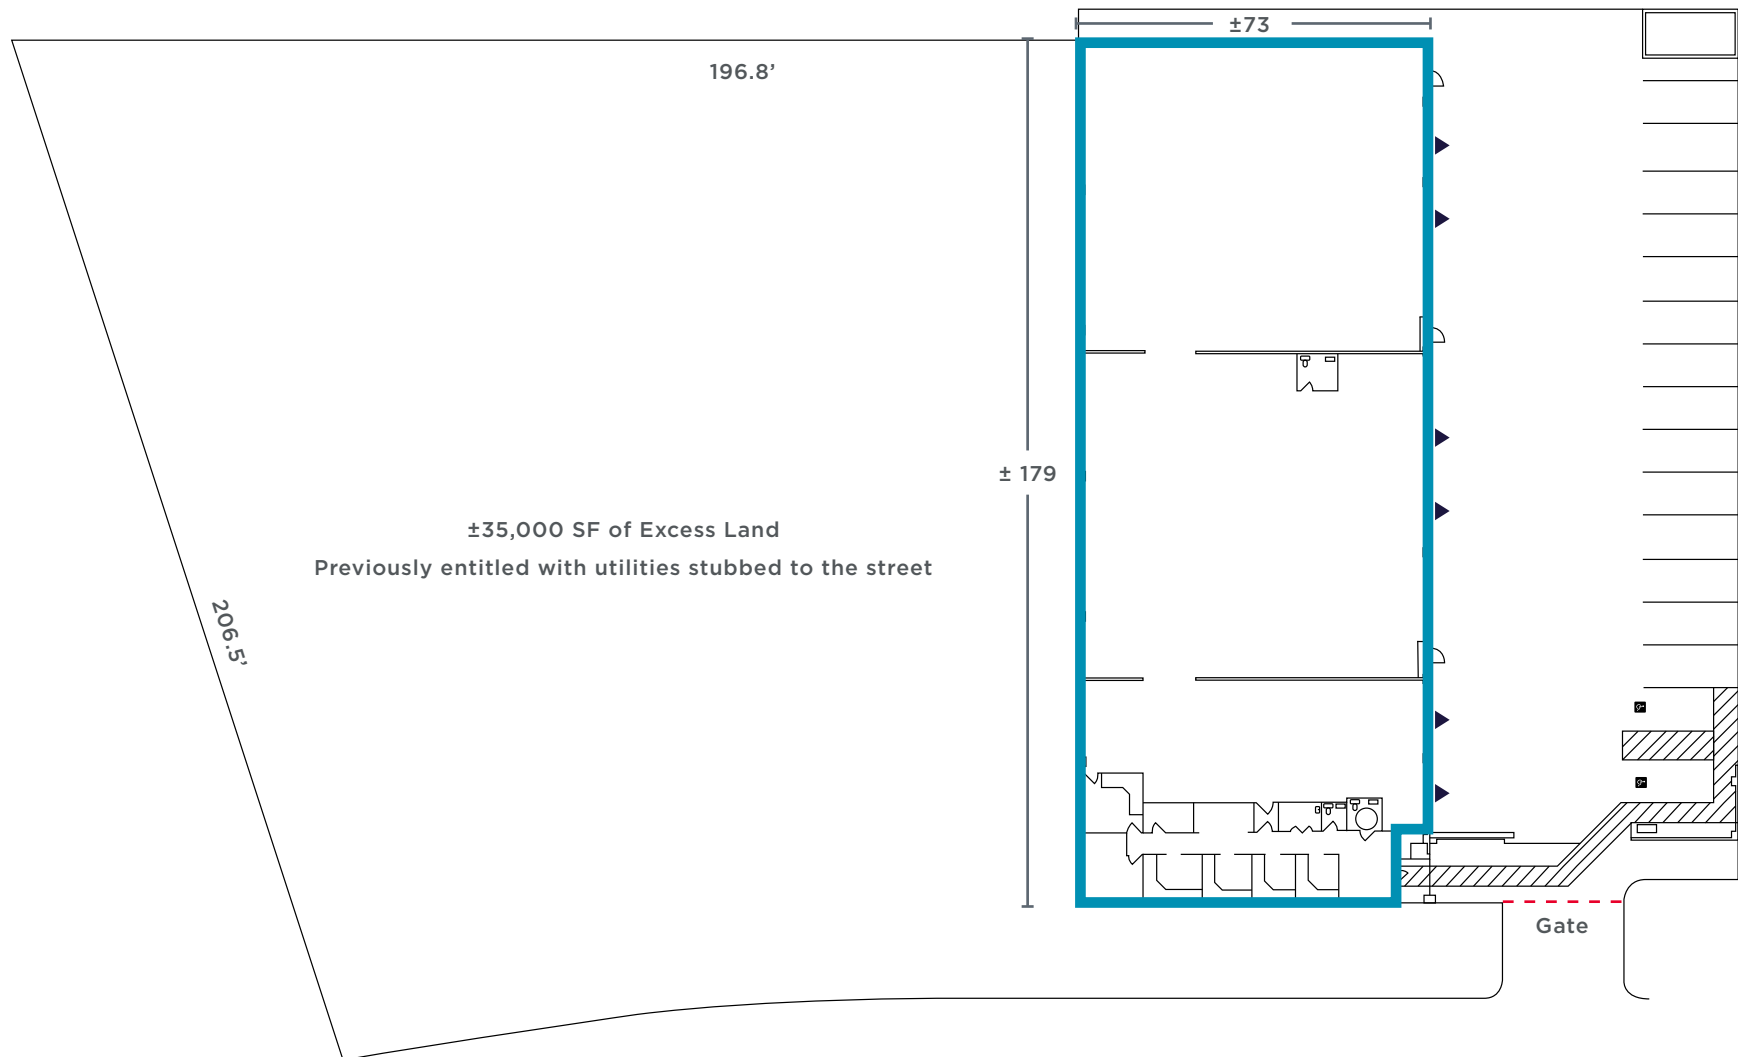 ±73
196.8’
± 179
±35,000 SF of Excess Land
Previously entitled with utilities stubbed to the street
206.5’
Gate